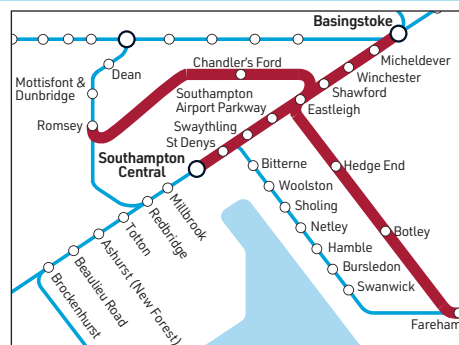 Basingstoke
Micheldever
Winchester
Shawford
Chandler's Ford
Dean
Mottisfont &
Dunbridge
Southampton
Airport Parkway
Eastleigh
Romsey
Swaythling
St Denys
Southampton
Central
Bitterne
Hedge End
Woolston
Millbrook
Sholing
Redbridge
Netley
Totton
Botley
Hamble
Ashurst (New Forest)
Bursledon
Beaulieu Road
Swanwick
Brockenhurst
Fareham